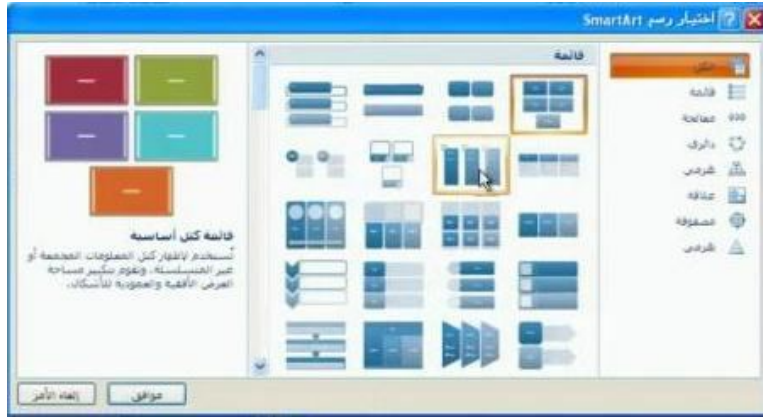 اختيار رسم SmartArt
الكل
قائمة
معالجة
دائري
هرمي
علاقة
مصفوفة
هرمي
قائمة
قائمة كتل أساسية
تُستخدم لإظهار كتل المعلومات المجمعة أو
غير المتسلسلة. وتقوم بتكبير مساحة
العرض الأفقية والعمودية للأشكال.
موافق
إلغاء الأمر